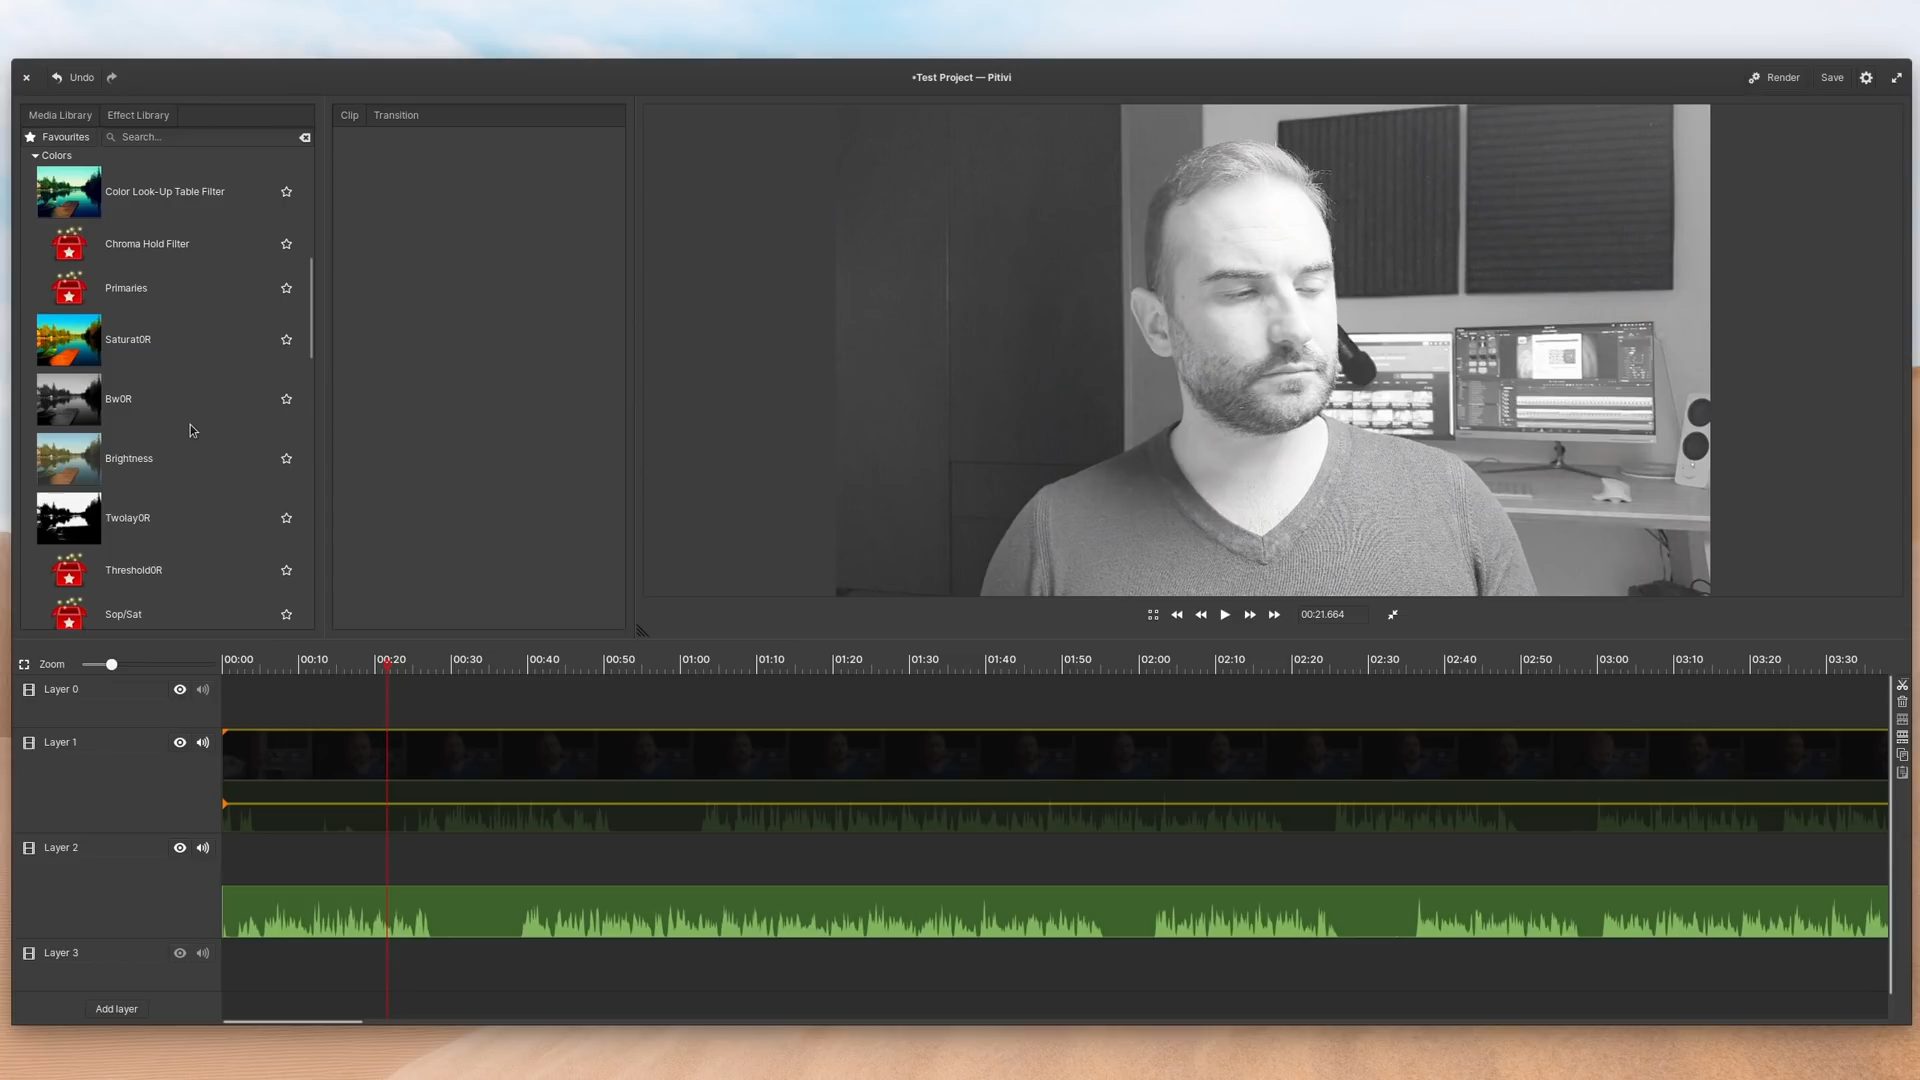 Undo
•Test Project — Pitivi
Render
Save
Media Library
Effect Library
Clip
Transition
Favourites
Search...
Colors
Color Look-Up Table Filter
Chroma Hold Filter
Primaries
Saturat0R
Bw0R
Brightness
Twolay0R
Threshold0R
Sop/Sat
00:21.664
Zoom
00:00 00:10 00:20 00:30 00:40 00:50 01:00 01:10 01:20 01:30 01:40 01:50 02:00 02:10 02:20 02:30 02:40 02:50 03:00 03:10 03:20 03:30
Layer 0
Layer 1
Layer 2
Layer 3
Add layer